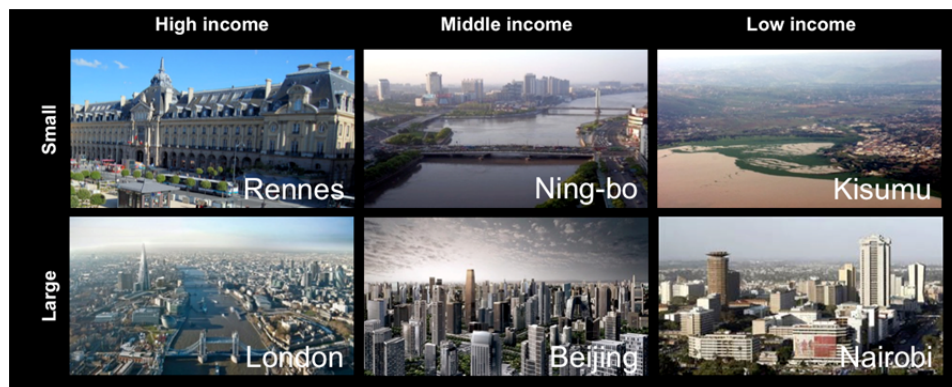 High income
Middle income
Low income
Small
Rennes
Ning-bo
Kisumu
Large
London
Beijing
Nairobi